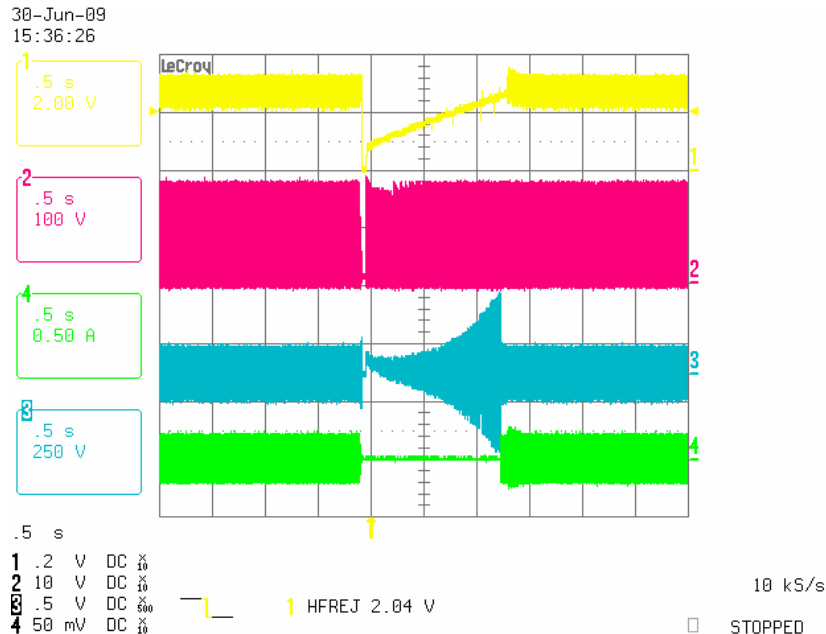 30-Jun-09
15:36:26
LeCroy
1
.5 s
2.00 V
1
2
.5 s
100 V
2
4
.5 s
0.50 A
3
3
.5 s
250 V
4
.5 s
1 .2 V DC X10
2 10 V DC X10
3 .5 V DC X500
4 50 mV DC X10
1 HFREJ 2.04 V
10 kS/s
STOPPED